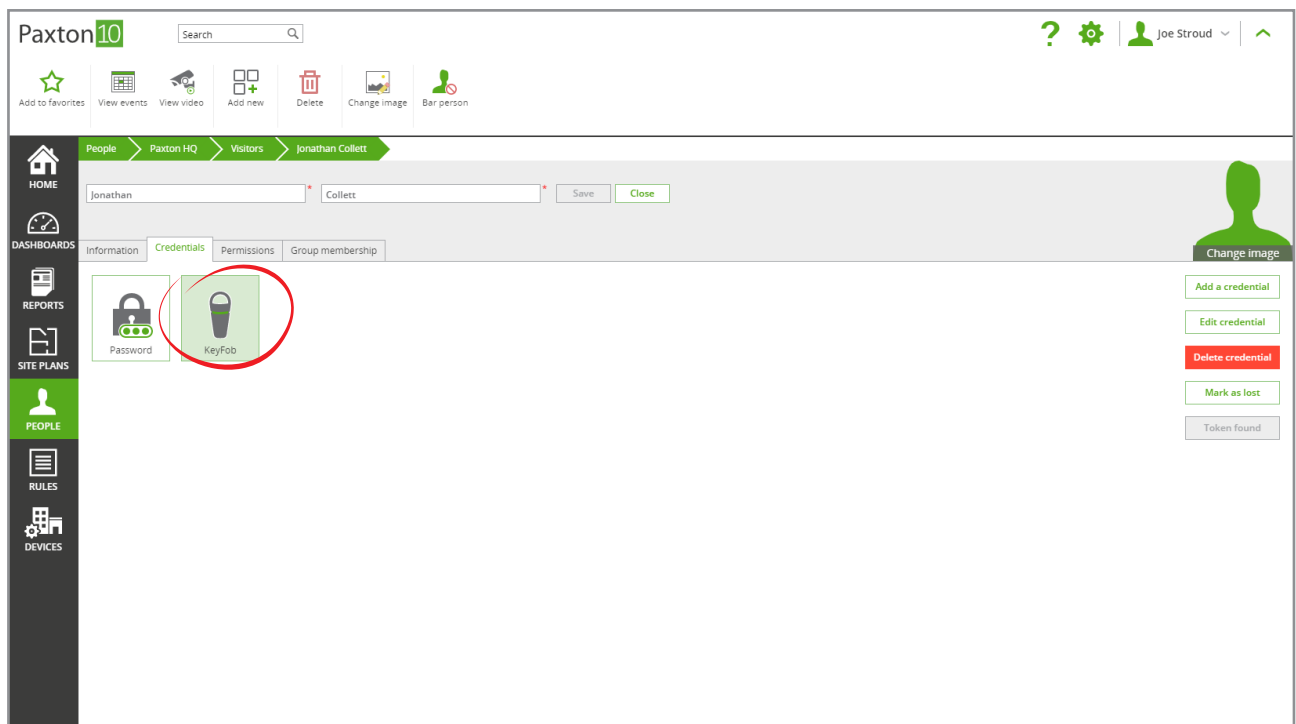 Paxton 10
Search
Joe Stroud
Add to favorites
View events
View video
Add new
Delete
Change image
Bar person
HOME
DASHBOARDS
REPORTS
SITE PLANS
PEOPLE
RULES
DEVICES
People Paxton HQ Visitors Jonathan Collett
Jonathan * Collett * Save Close
Change image
Information Credentials Permissions Group membership
Password
KeyFob
Add a credential
Edit credential
Delete credential
Mark as lost
Token found